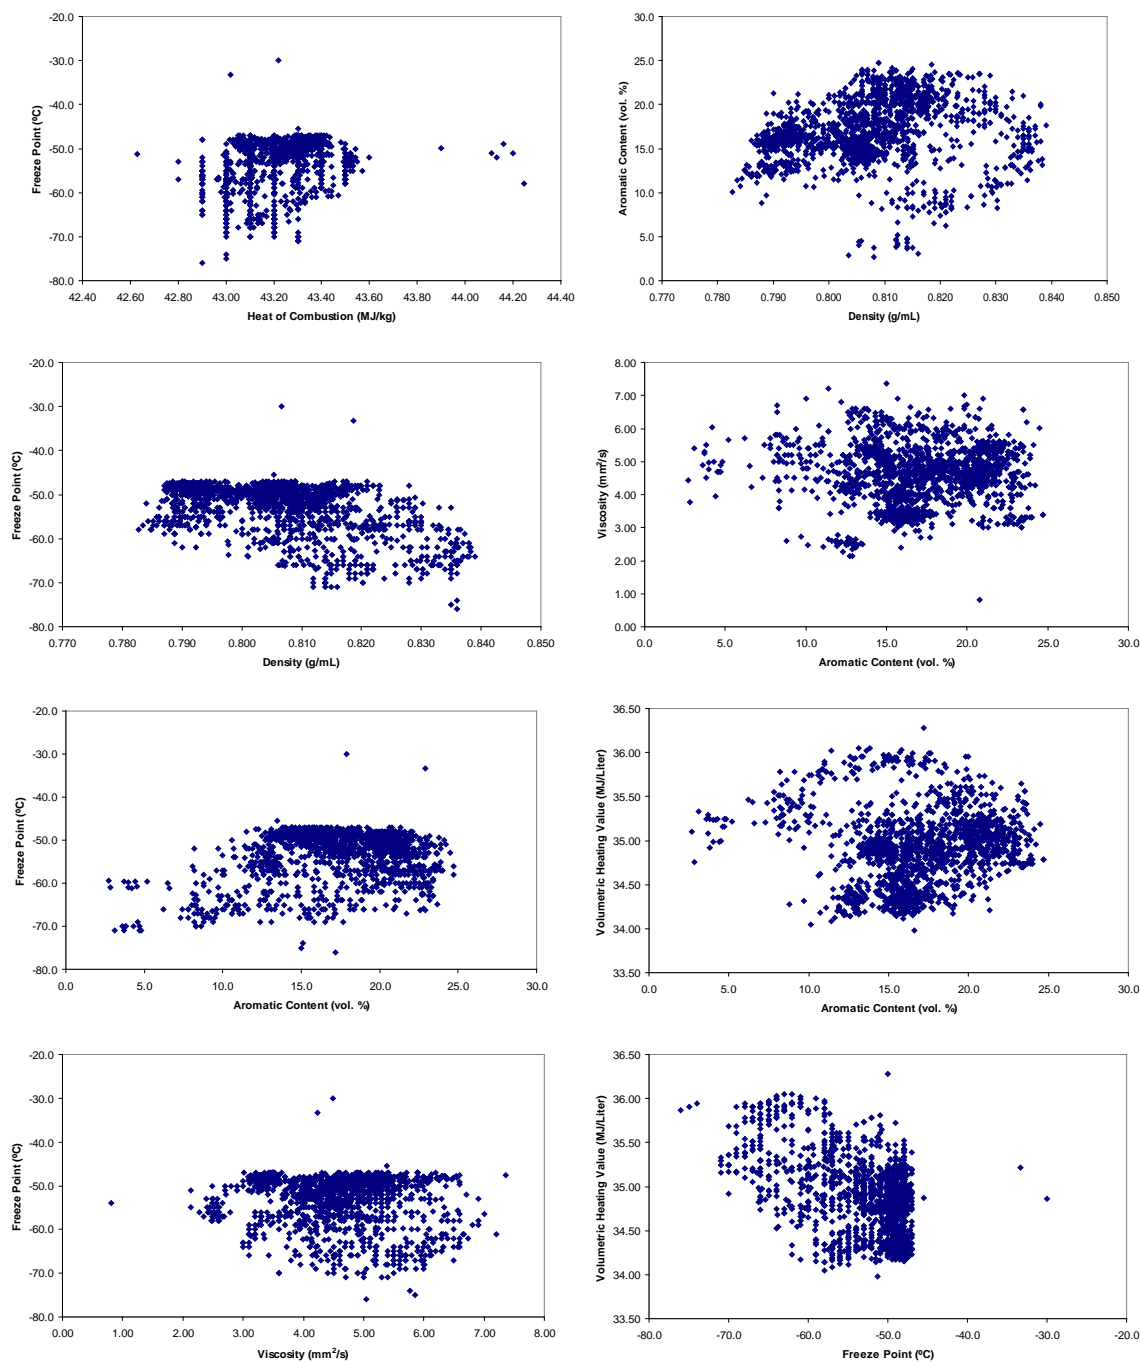 -20.0
-30.0
-40.0
-50.0
-60.0
-70.0
-80.0
Freeze Point (ºC)
42.40 42.60 42.80 43.00 43.20 43.40 43.60 43.80 44.00 44.20 44.40
Heat of Combustion (MJ/kg)
30.0
25.0
20.0
15.0
10.0
5.0
0.0
Aromatic Content (vol. %)
0.770 0.780 0.790 0.800 0.810 0.820 0.830 0.840 0.850
Density (g/mL)
-20.0
-30.0
-40.0
-50.0
-60.0
-70.0
-80.0
Freeze Point (ºC)
0.770 0.780 0.790 0.800 0.810 0.820 0.830 0.840 0.850
Density (g/mL)
8.00
7.00
6.00
5.00
4.00
3.00
2.00
1.00
0.00
Viscosity (mm²/s)
0.0 5.0 10.0 15.0 20.0 25.0 30.0
Aromatic Content (vol. %)
-20.0
-30.0
-40.0
-50.0
-60.0
-70.0
-80.0
Freeze Point (ºC)
0.0 5.0 10.0 15.0 20.0 25.0 30.0
Aromatic Content (vol. %)
36.50
36.00
35.50
35.00
34.50
34.00
33.50
Volumetric Heating Value (MJ/Liter)
0.0 5.0 10.0 15.0 20.0 25.0 30.0
Aromatic Content (vol. %)
-20.0
-30.0
-40.0
-50.0
-60.0
-70.0
-80.0
Freeze Point (ºC)
0.00 1.00 2.00 3.00 4.00 5.00 6.00 7.00 8.00
Viscosity (mm²/s)
36.50
36.00
35.50
35.00
34.50
34.00
33.50
Volumetric Heating Value (MJ/Liter)
-80.0 -70.0 -60.0 -50.0 -40.0 -30.0 -20.0
Freeze Point (ºC)